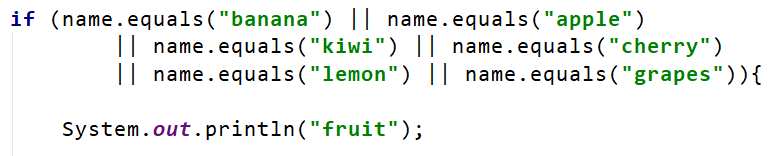 if (name.equals("banana") || name.equals("apple")
|| name.equals("kiwi") || name.equals("cherry")
|| name.equals("lemon") || name.equals("grapes")){
System.out.println("fruit");